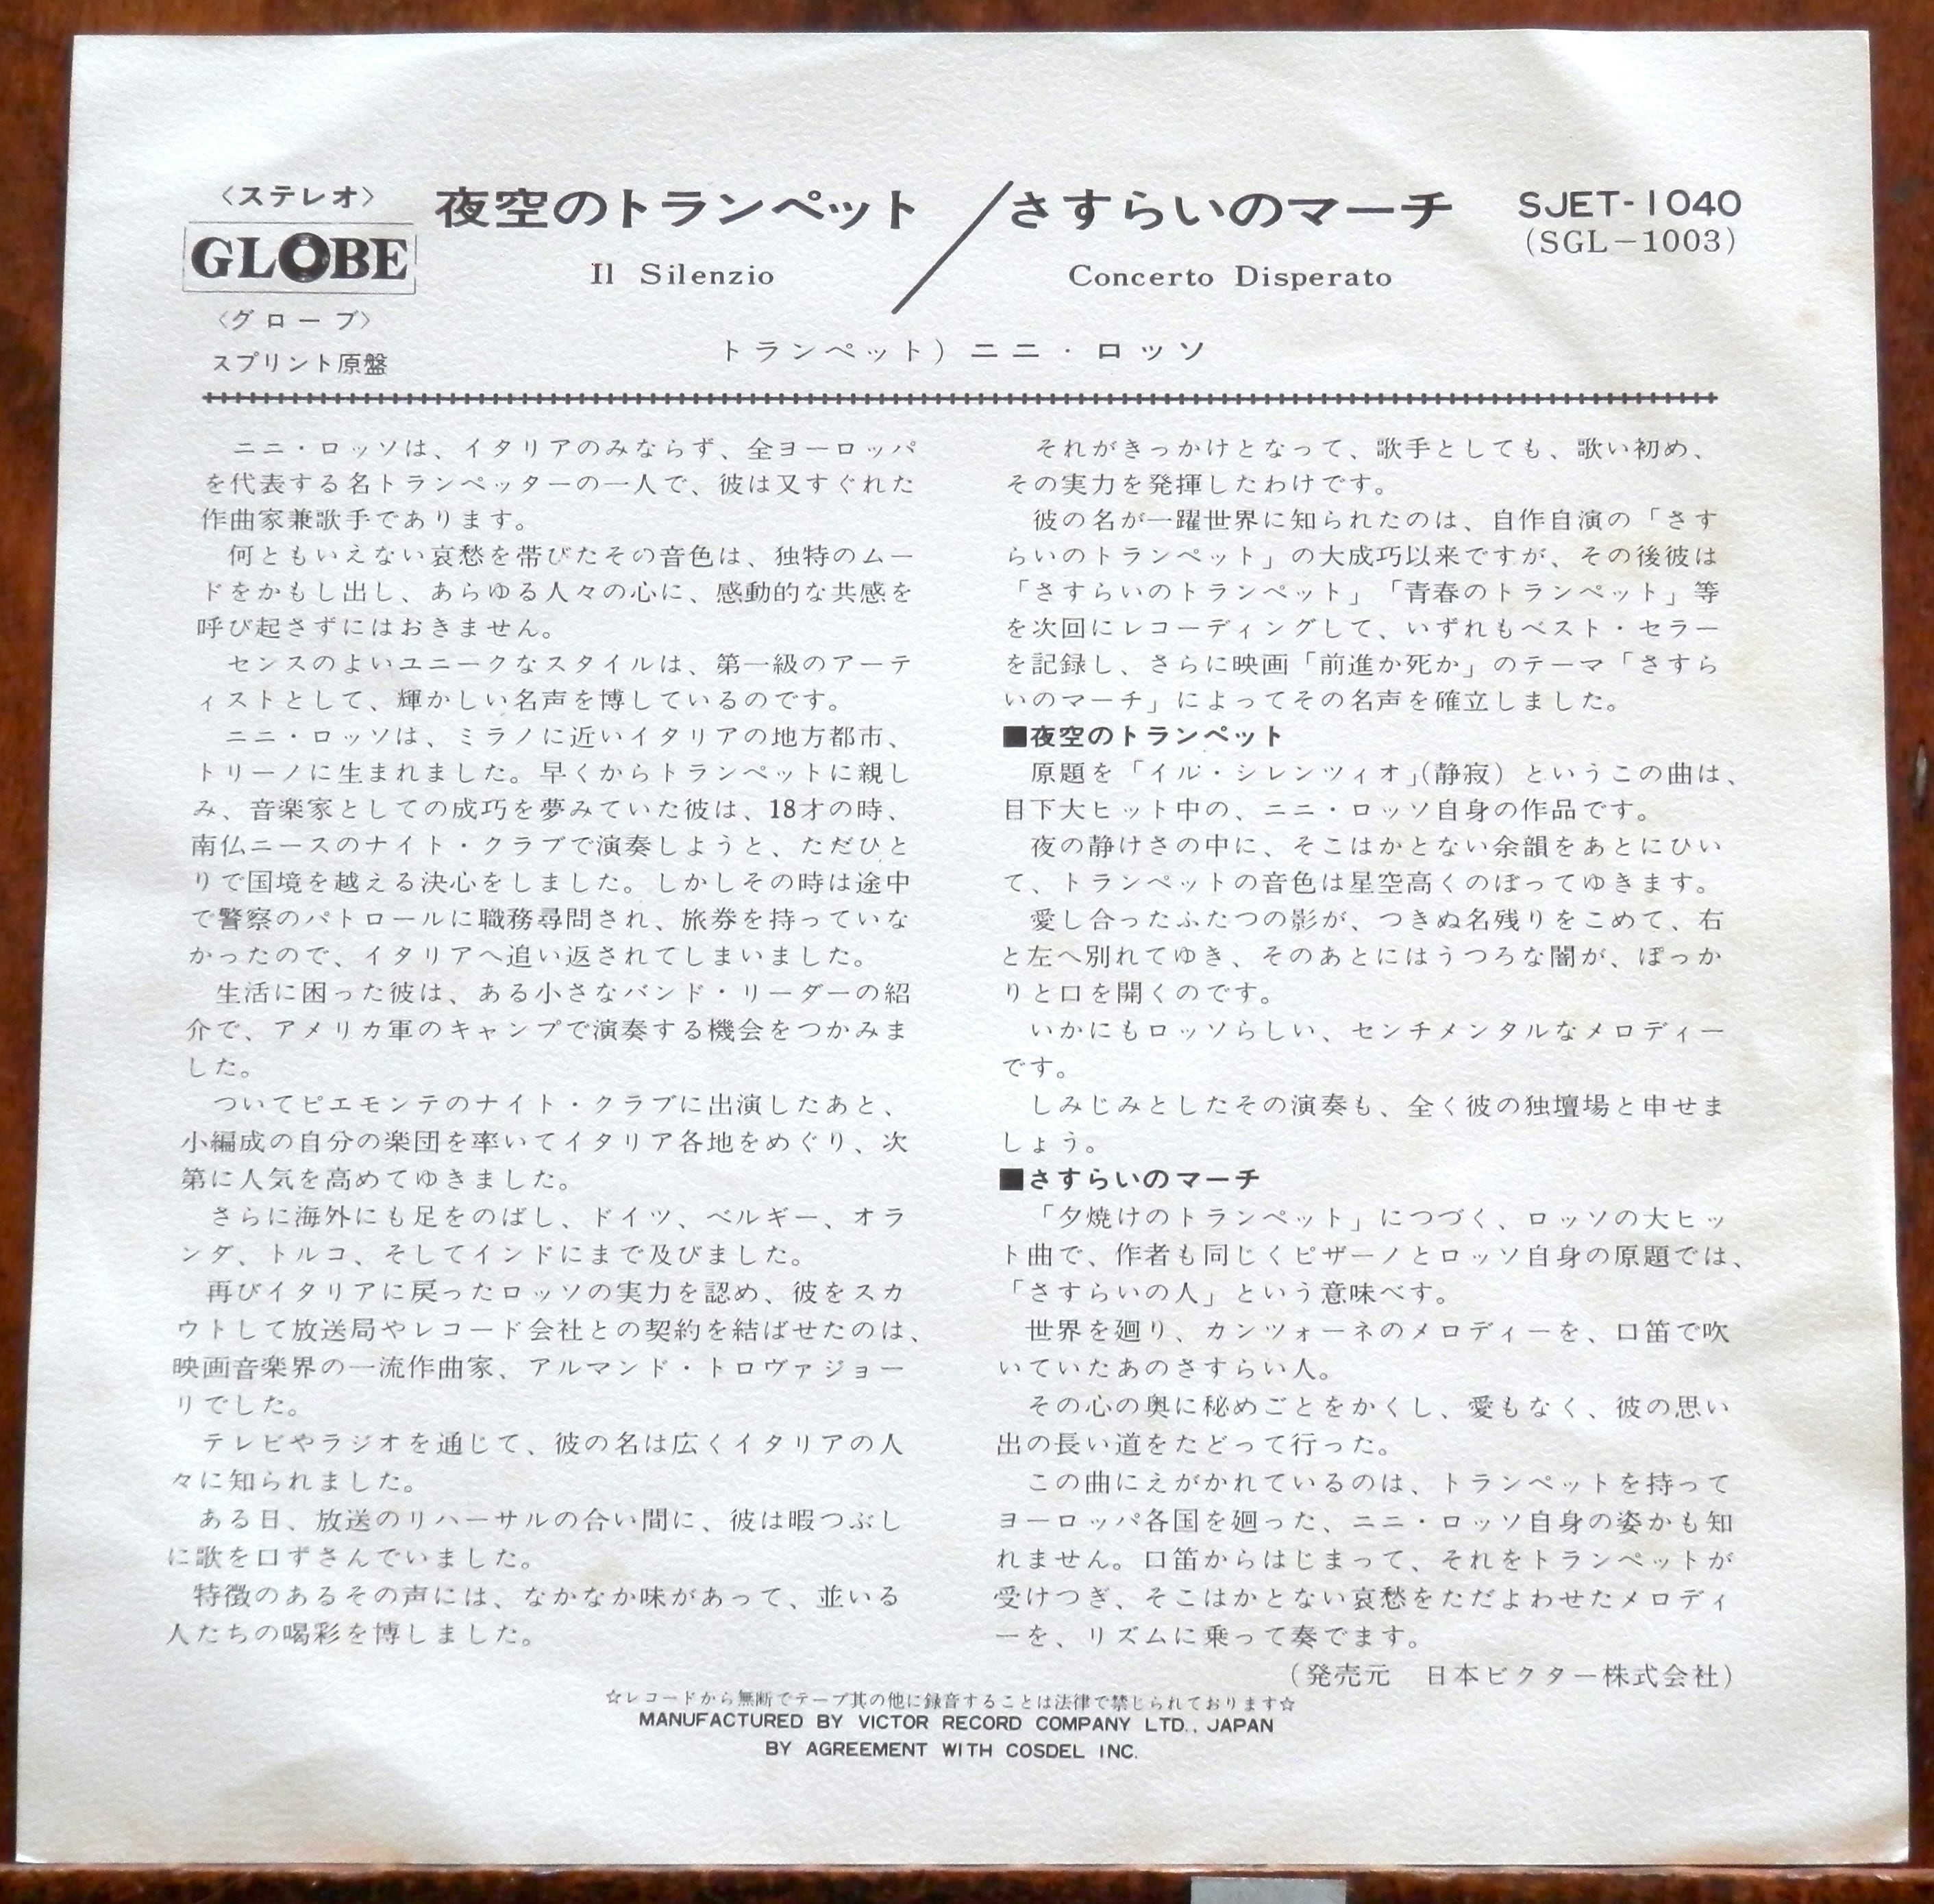 〈ステレオ〉
GLOBE
〈グローブ〉
スプリント原盤
夜空のトランペット／さすらいのマーチ
Il Silenzio
Concerto Disperato
トランペット）ニニ・ロッソ
SJET-1040
(SGL-1003)
ニニ・ロッソは、イタリアのみならず、全ヨーロッパ
を代表する名トランペッターの一人で、彼は又すぐれた
作曲家兼歌手であります。
何ともいえない哀愁を帯びたその音色は、独特のムー
ドをかもし出し、あらゆる人々の心に、感動的な共感を
呼び起さずにはおきません。
センスのよいユニークなスタイルは、第一級のアーテ
ィストとして、輝かしい名声を博しているのです。
ニニ・ロッソは、ミラノに近いイタリアの地方都市、
トリーノに生まれました。早くからトランペットに親し
み、音楽家としての成巧を夢みていた彼は、18才の時、
南仏ニースのナイト・クラブで演奏しようと、ただひと
りで国境を越える決心をしました。しかしその時は途中
で警察のパトロールに職務尋問され、旅券を持っていな
かったので、イタリアへ追い返されてしまいました。
生活に困った彼は、ある小さなバンド・リーダーの紹
介で、アメリカ軍のキャンプで演奏する機会をつかみま
した。
ついてピエモンテのナイト・クラブに出演したあと、
小編成の自分の楽団を率いてイタリア各地をめぐり、次
第に人気を高めてゆきました。
さらに海外にも足をのばし、ドイツ、ベルギー、オラ
ンダ、トルコ、そしてインドにまで及びました。
再びイタリアに戻ったロッソの実力を認め、彼をスカ
ウトして放送局やレコード会社との契約を結ばせたのは、
映画音楽界の一流作曲家、アルマンド・トロヴァジョー
リでした。
テレビやラジオを通じて、彼の名は広くイタリアの人
々に知られました。
ある日、放送のリハーサルの合い間に、彼は暇つぶし
に歌を口ずさんでいました。
特徴のあるその声には、なかなか味があって、並いる
人たちの喝彩を博しました。
それがきっかけとなって、歌手としても、歌い初め、
その実力を発揮したわけです。
彼の名が一躍世界に知られたのは、自作自演の「さす
らいのトランペット」の大成巧以来ですが、その後彼は
「さすらいのトランペット」「青春のトランペット」等
を次回にレコーディングして、いずれもベスト・セラー
を記録し、さらに映画「前進か死か」のテーマ「さすら
いのマーチ」によってその名声を確立しました。
■夜空のトランペット
原題を「イル・シレンツィオ」(静寂）というこの曲は、
目下大ヒット中の、ニニ・ロッソ自身の作品です。
夜の静けさの中に、そこはかとない余韻をあとにひい
て、トランペットの音色は星空高くのぼってゆきます。
愛し合ったふたつの影が、つきぬ名残りをこめて、右
と左へ別れてゆき、そのあとにはうつろな闇が、ぽっか
りと口を開くのです。
いかにもロッソらしい、センチメンタルなメロディー
です。
しみじみとしたその演奏も、全く彼の独壇場と申せま
しょう。
■さすらいのマーチ
「夕焼けのトランペット」につづく、ロッソの大ヒッ
ト曲で、作者も同じくピザーノとロッソ自身の原題では、
「さすらいの人」という意味べす。
世界を廻り、カンツォーネのメロディーを、口笛で吹
いていたあのさすらい人。
その心の奥に秘めごとをかくし、愛もなく、彼の思い
出の長い道をたどって行った。
この曲にえがかれているのは、トランペットを持って
ヨーロッパ各国を廻った、ニニ・ロッソ自身の姿かも知
れません。口笛からはじまって、それをトランペットが
受けつぎ、そこはかとない哀愁をただよわせたメロディ
ーを、リズムに乗って奏でます。
（発売元　日本ビクター株式会社）
☆レコードから無断でテープ其の他に録音することは法律で禁じられております☆
MANUFACTURED BY VICTOR RECORD COMPANY LTD., JAPAN
BY AGREEMENT WITH COSDEL INC.